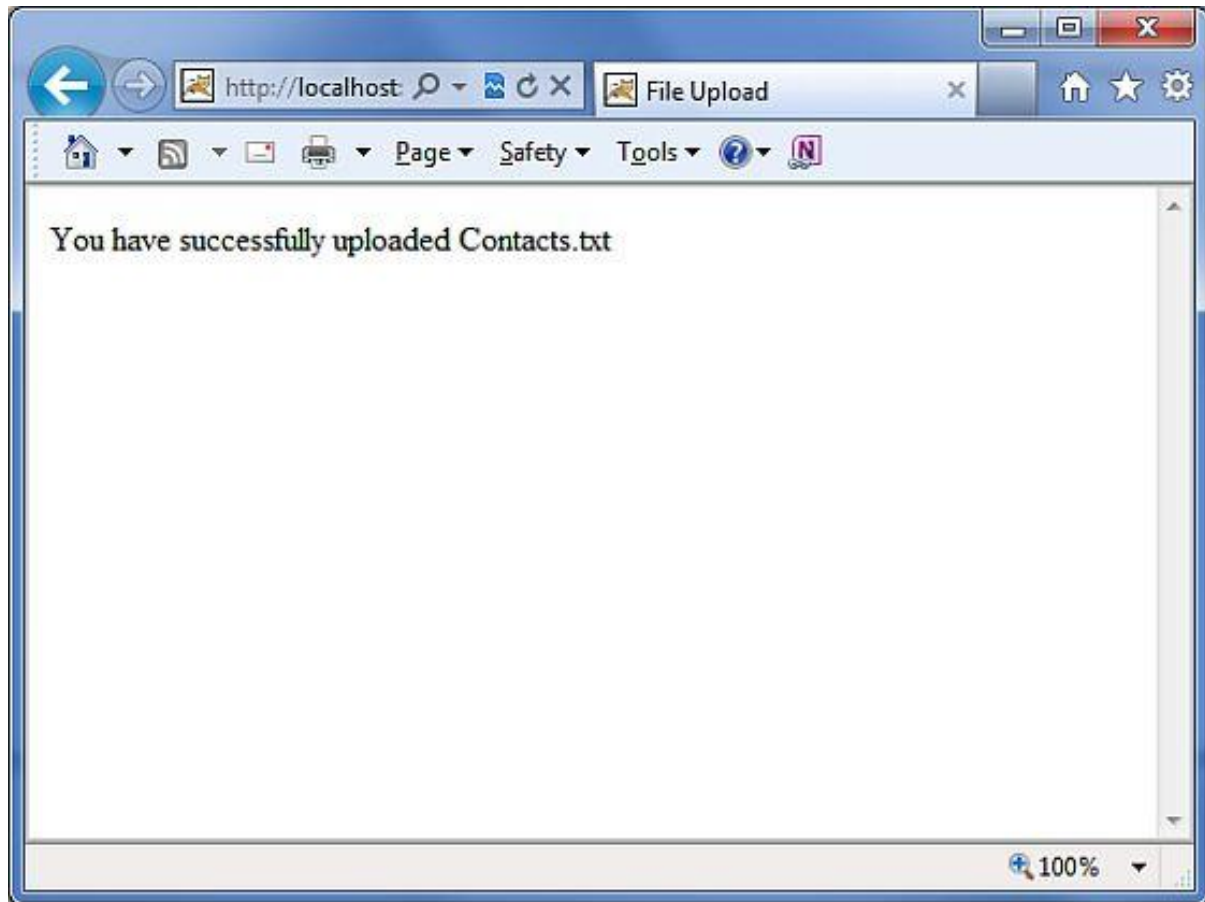 http://localhost:
File Upload
Page Safety Tools
You have successfully uploaded Contacts.txt
100%